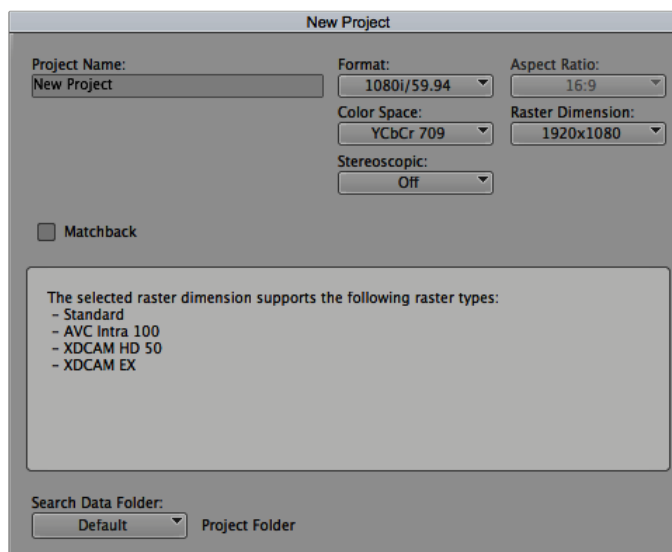 New Project
Project Name:
New Project
Format:
1080i/59.94
Aspect Ratio:
16:9
Color Space:
YCbCr 709
Raster Dimension:
1920x1080
Stereoscopic:
Off
Matchback
The selected raster dimension supports the following raster types:
– Standard
– AVC Intra 100
– XDCAM HD 50
– XDCAM EX
Search Data Folder:
Default
Project Folder